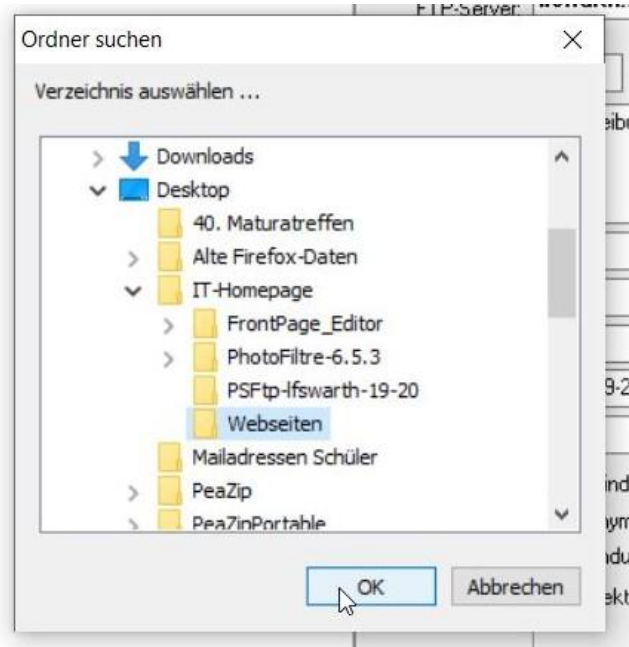 FTP-Server:
Ordner suchen
Verzeichnis auswählen ...
Downloads
Desktop
40. Maturatreffen
Alte Firefox-Daten
IT-Homepage
FrontPage_Editor
PhotoFiltre-6.5.3
PSFtp-lfswarth-19-20
Webseiten
Mailadressen Schüler
PeaZip
PeaZipPortable
OK Abbrechen